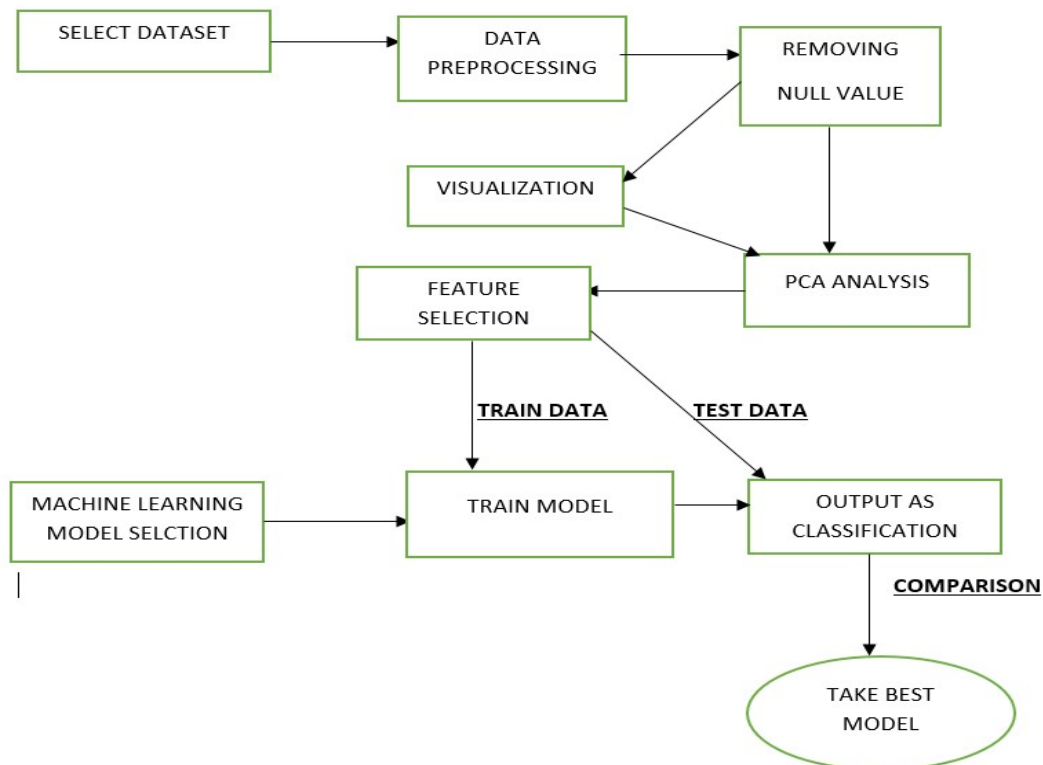 SELECT DATASET
DATA
PREPROCESSING
REMOVING
NULL VALUE
VISUALIZATION
PCA ANALYSIS
FEATURE
SELECTION
TRAIN DATA
TEST DATA
MACHINE LEARNING
MODEL SELCTION
TRAIN MODEL
OUTPUT AS
CLASSIFICATION
COMPARISON
TAKE BEST
MODEL